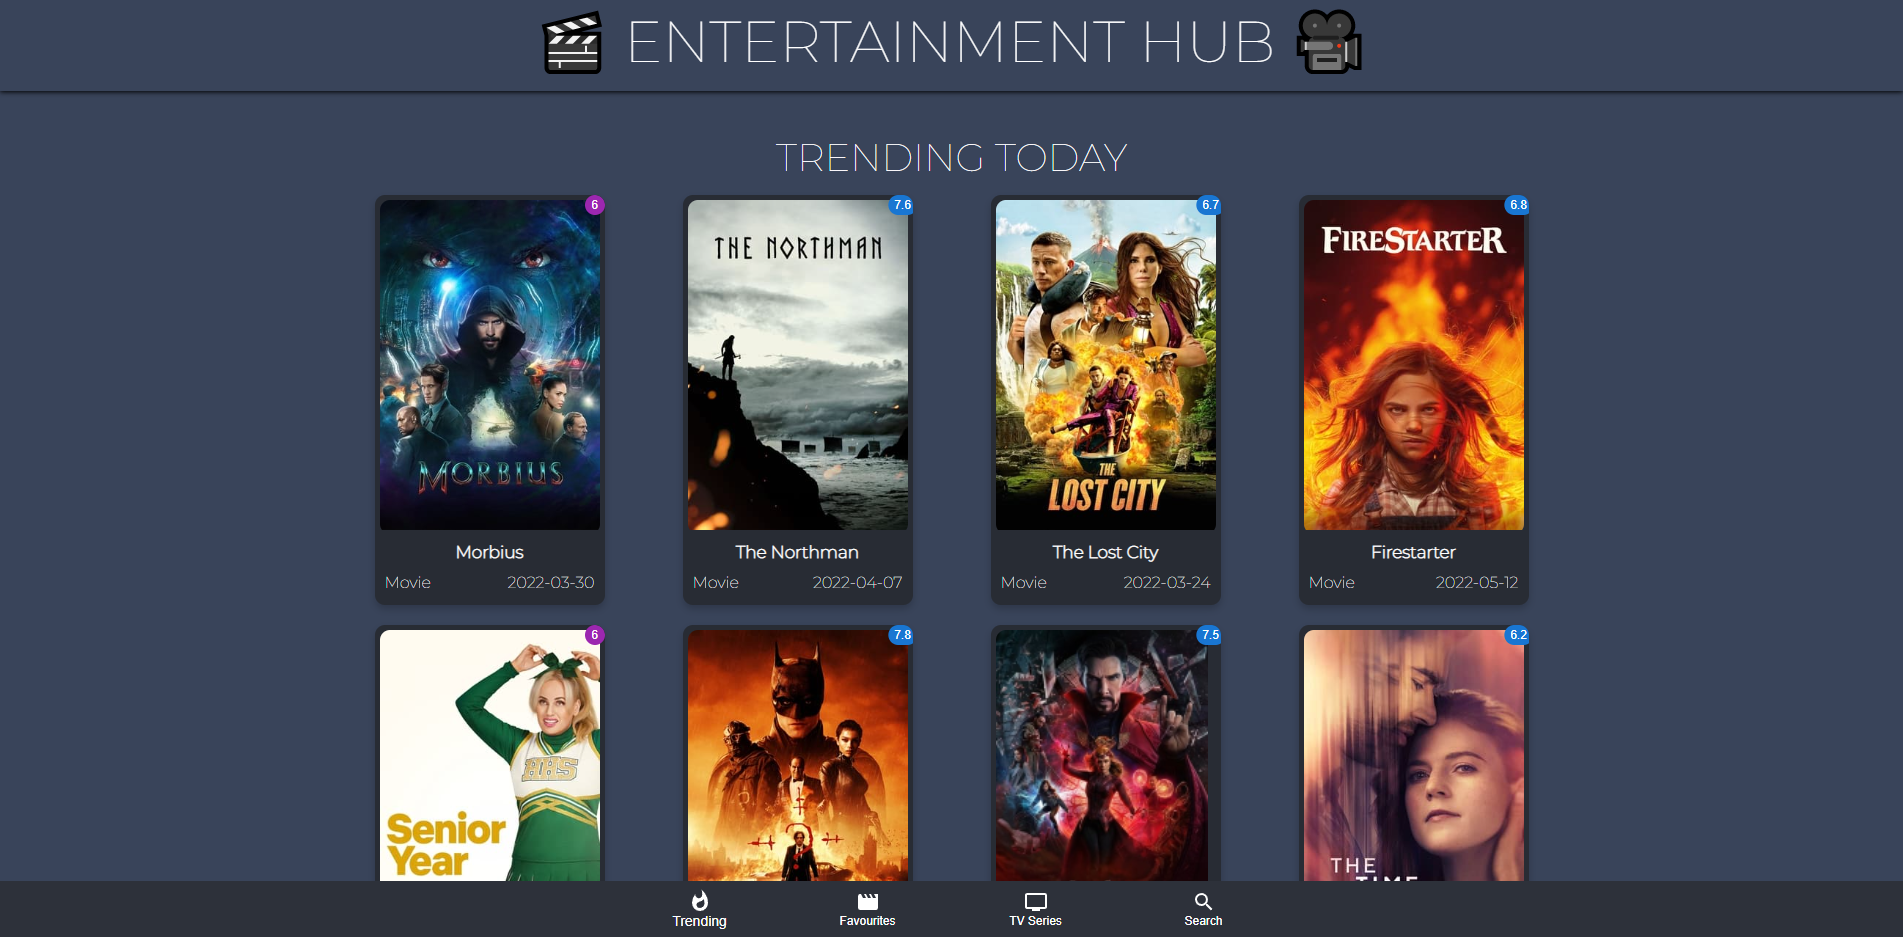 ENTERTAINMENT HUB
TRENDING TODAY
6
7.6
6.7
6.8
THE NORTHMAN
FIRESTARTER
MORBIUS
THE
LOST CITY
Morbius
The Northman
The Lost City
Firestarter
Movie 2022-03-30
Movie 2022-04-07
Movie 2022-03-24
Movie 2022-05-12
6
7.8
7.5
6.2
HHS
Senior
Year
THE
TIME
Trending
Favourites
TV Series
Search